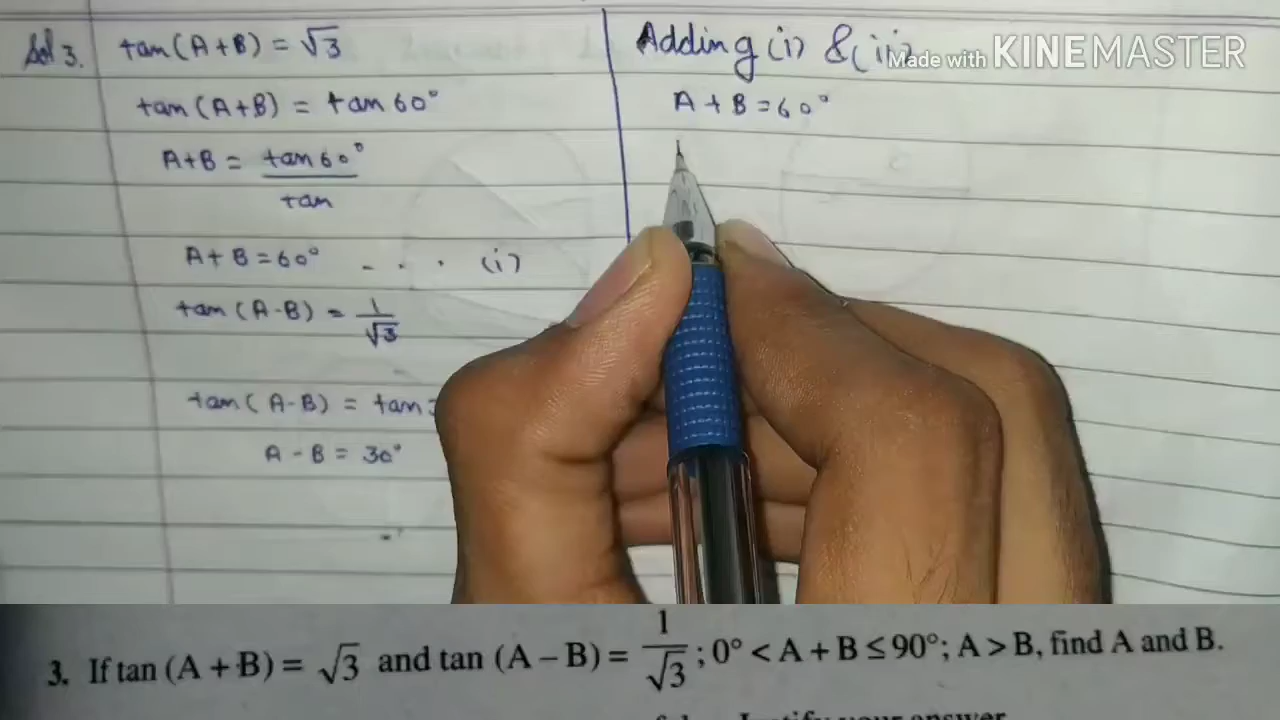 Sol 3. tan(A+B) = √3
tan(A+B) = tan 60°
A+B = tan 60° / tan
A+B = 60° - - - (i)
tan (A-B) = 1/√3
tan( A-B) = tan
A - B = 30°
Adding (i) & (ii)
A + B = 60°
Made with KINEMASTER
3. If tan (A + B) = √3 and tan (A – B) = 1/√3 ; 0° < A + B ≤ 90°; A > B, find A and B.